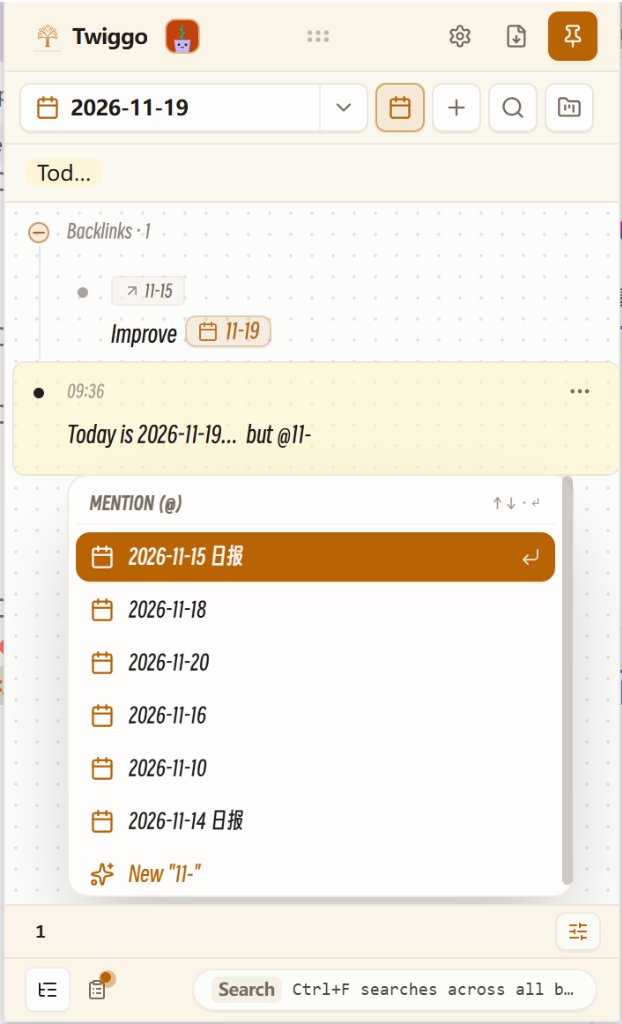 Twiggo
2026-11-19
Tod...
Backlinks · 1
↗ 11-15
Improve 11-19
09:36
Today is 2026-11-19... but @11-
MENTION (@) ↑↓ · ↵
2026-11-15 日报
2026-11-18
2026-11-20
2026-11-16
2026-11-10
2026-11-14 日报
New "11-"
1
Search Ctrl+F searches across all b…